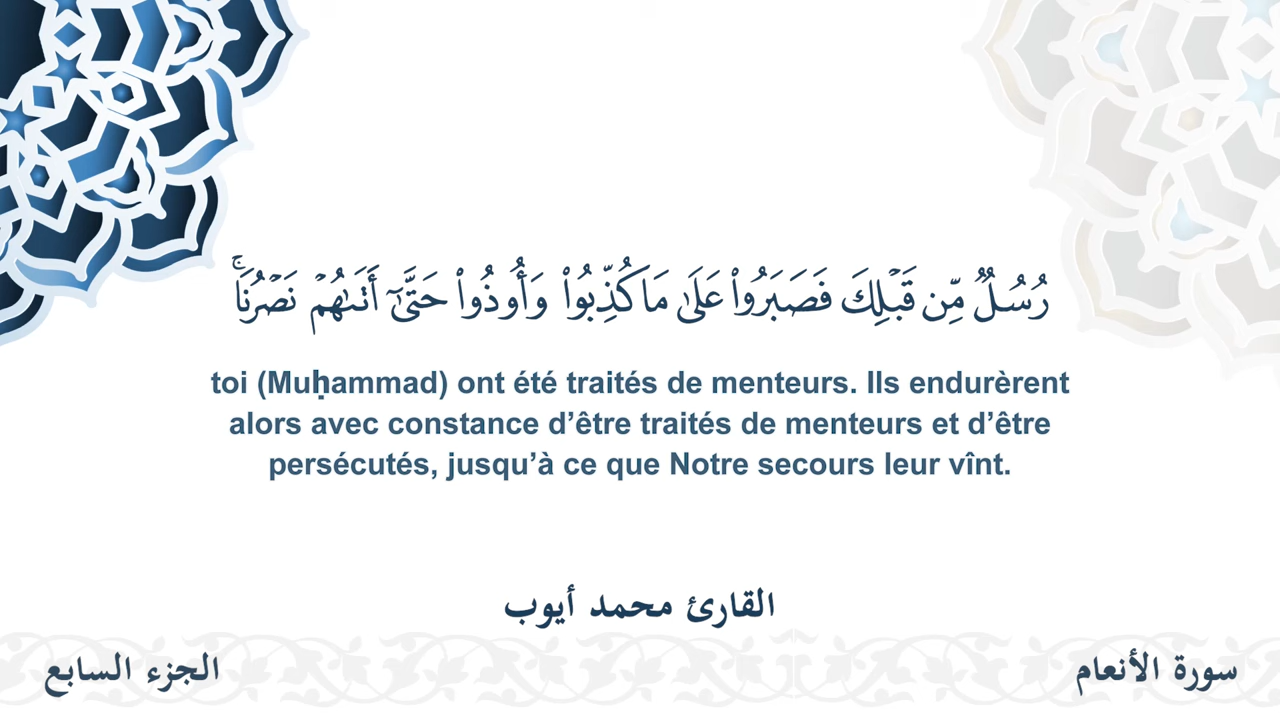 رُسُلٌ مِّن قَبْلِكَ فَصَبَرُوا۟ عَلَىٰ مَا كُذِّبُوا۟ وَأُوذُوا۟ حَتَّىٰٓ أَتَىٰهُمْ نَصْرُنَا ۚ
toi (Muḥammad) ont été traités de menteurs. Ils endurèrent
alors avec constance d’être traités de menteurs et d’être
persécutés, jusqu’à ce que Notre secours leur vînt.
القارئ محمد أيوب
سورة الأنعام
الجزء السابع